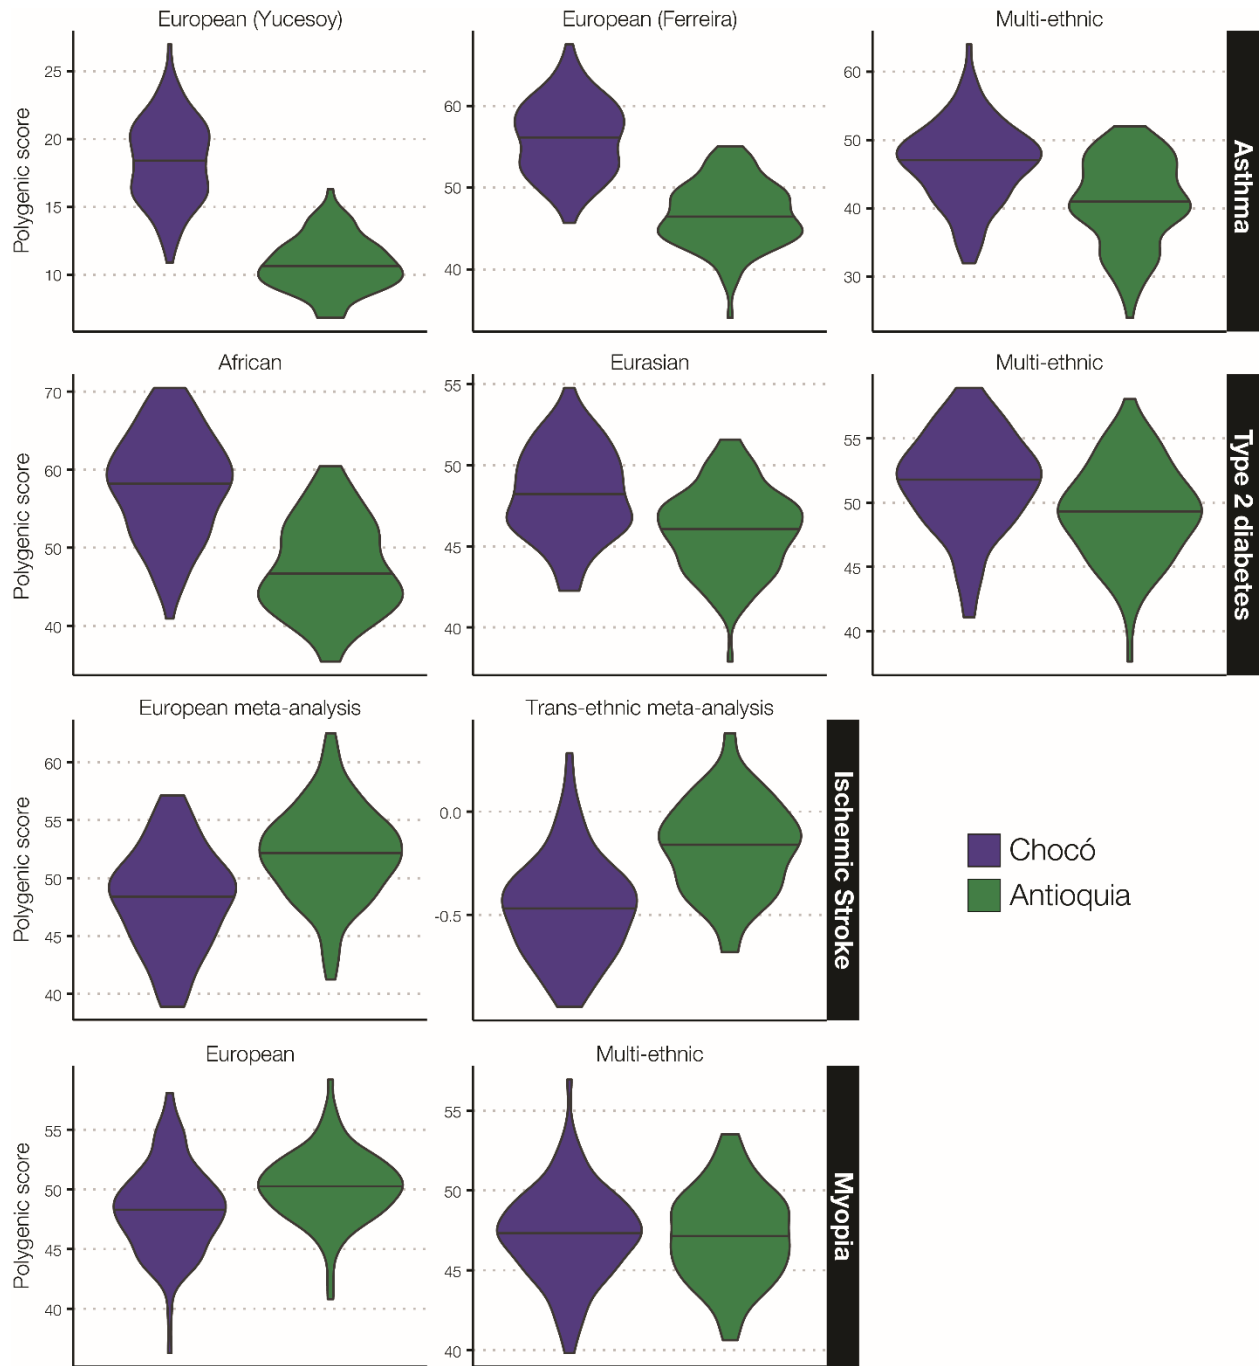 European (Yucesoy)
European (Ferreira)
Multi-ethnic
Polygenic score
25
20
15
10
60
50
40
60
50
40
30
Asthma
African
Eurasian
Multi-ethnic
Polygenic score
70
60
50
40
55
50
45
40
55
50
45
40
Type 2 diabetes
European meta-analysis
Trans-ethnic meta-analysis
Polygenic score
60
55
50
45
40
0.0
-0.5
Ischemic Stroke
Chocó
Antioquia
European
Multi-ethnic
Polygenic score
55
50
45
40
55
50
45
40
Myopia